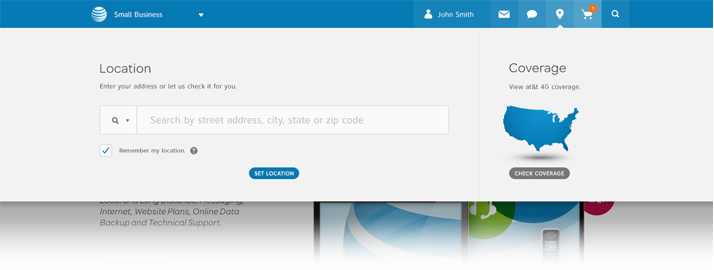 Small Business
John Smith
Location
Enter your address or let us check it for you.
Search by street address, city, state or zip code
Remember my location. ?
SET LOCATION
Coverage
View at&t 4G coverage.
CHECK COVERAGE
Local and Long Distance, Messaging,
Internet, Website Plans, Online Data
Backup and Technical Support.